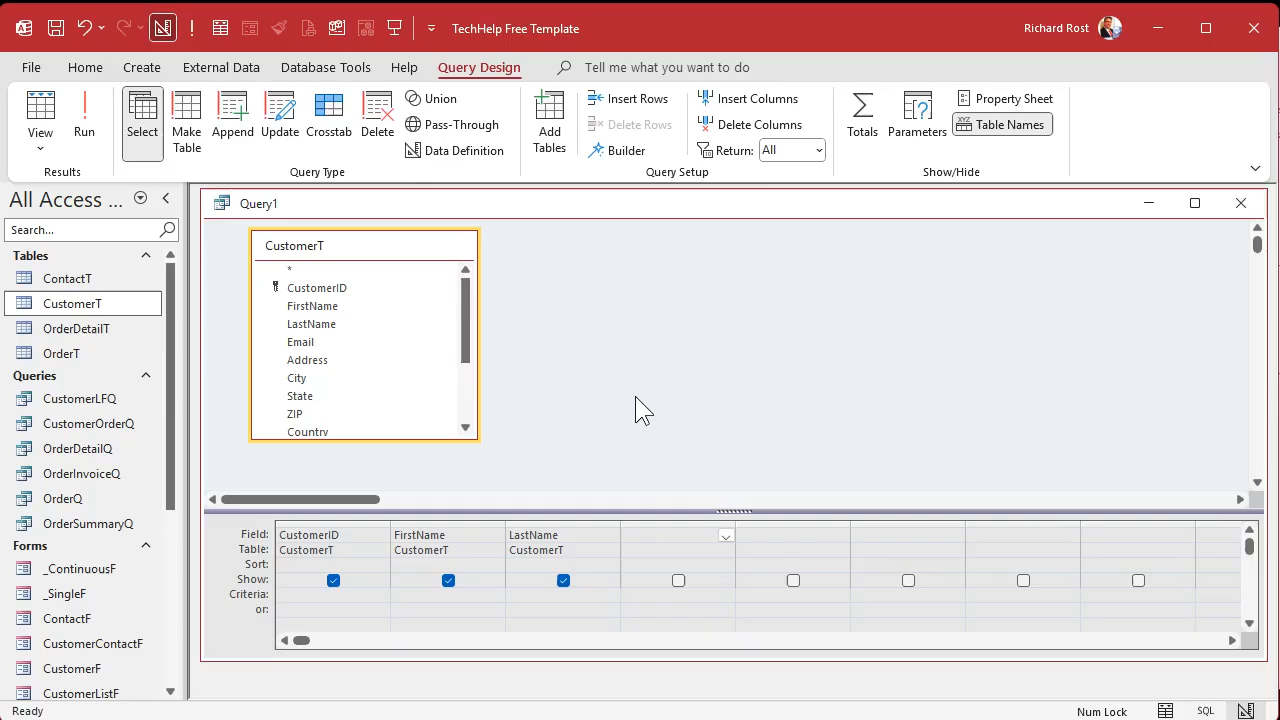 TechHelp Free Template
Richard Rost
File Home Create External Data Database Tools Help Query Design Tell me what you want to do
View
Run
Results
Select
Make Table
Append
Update
Crosstab
Delete
Union
Pass-Through
Data Definition
Query Type
Add Tables
Insert Rows
Delete Rows
Builder
Insert Columns
Delete Columns
Return: All
Query Setup
Totals
Parameters
Property Sheet
XYZ Table Names
Show/Hide
All Access ...
Search...
Tables
ContactT
CustomerT
OrderDetailT
OrderT
Queries
CustomerLFQ
CustomerOrderQ
OrderDetailQ
OrderInvoiceQ
OrderQ
OrderSummaryQ
Forms
_ContinuousF
_SingleF
ContactF
CustomerContactF
CustomerF
CustomerListF
Query1
CustomerT
*
CustomerID
FirstName
LastName
Email
Address
City
State
ZIP
Country
Field: CustomerID FirstName LastName
Table: CustomerT CustomerT CustomerT
Sort:
Show:
Criteria:
or:
Ready
Num Lock
SQL